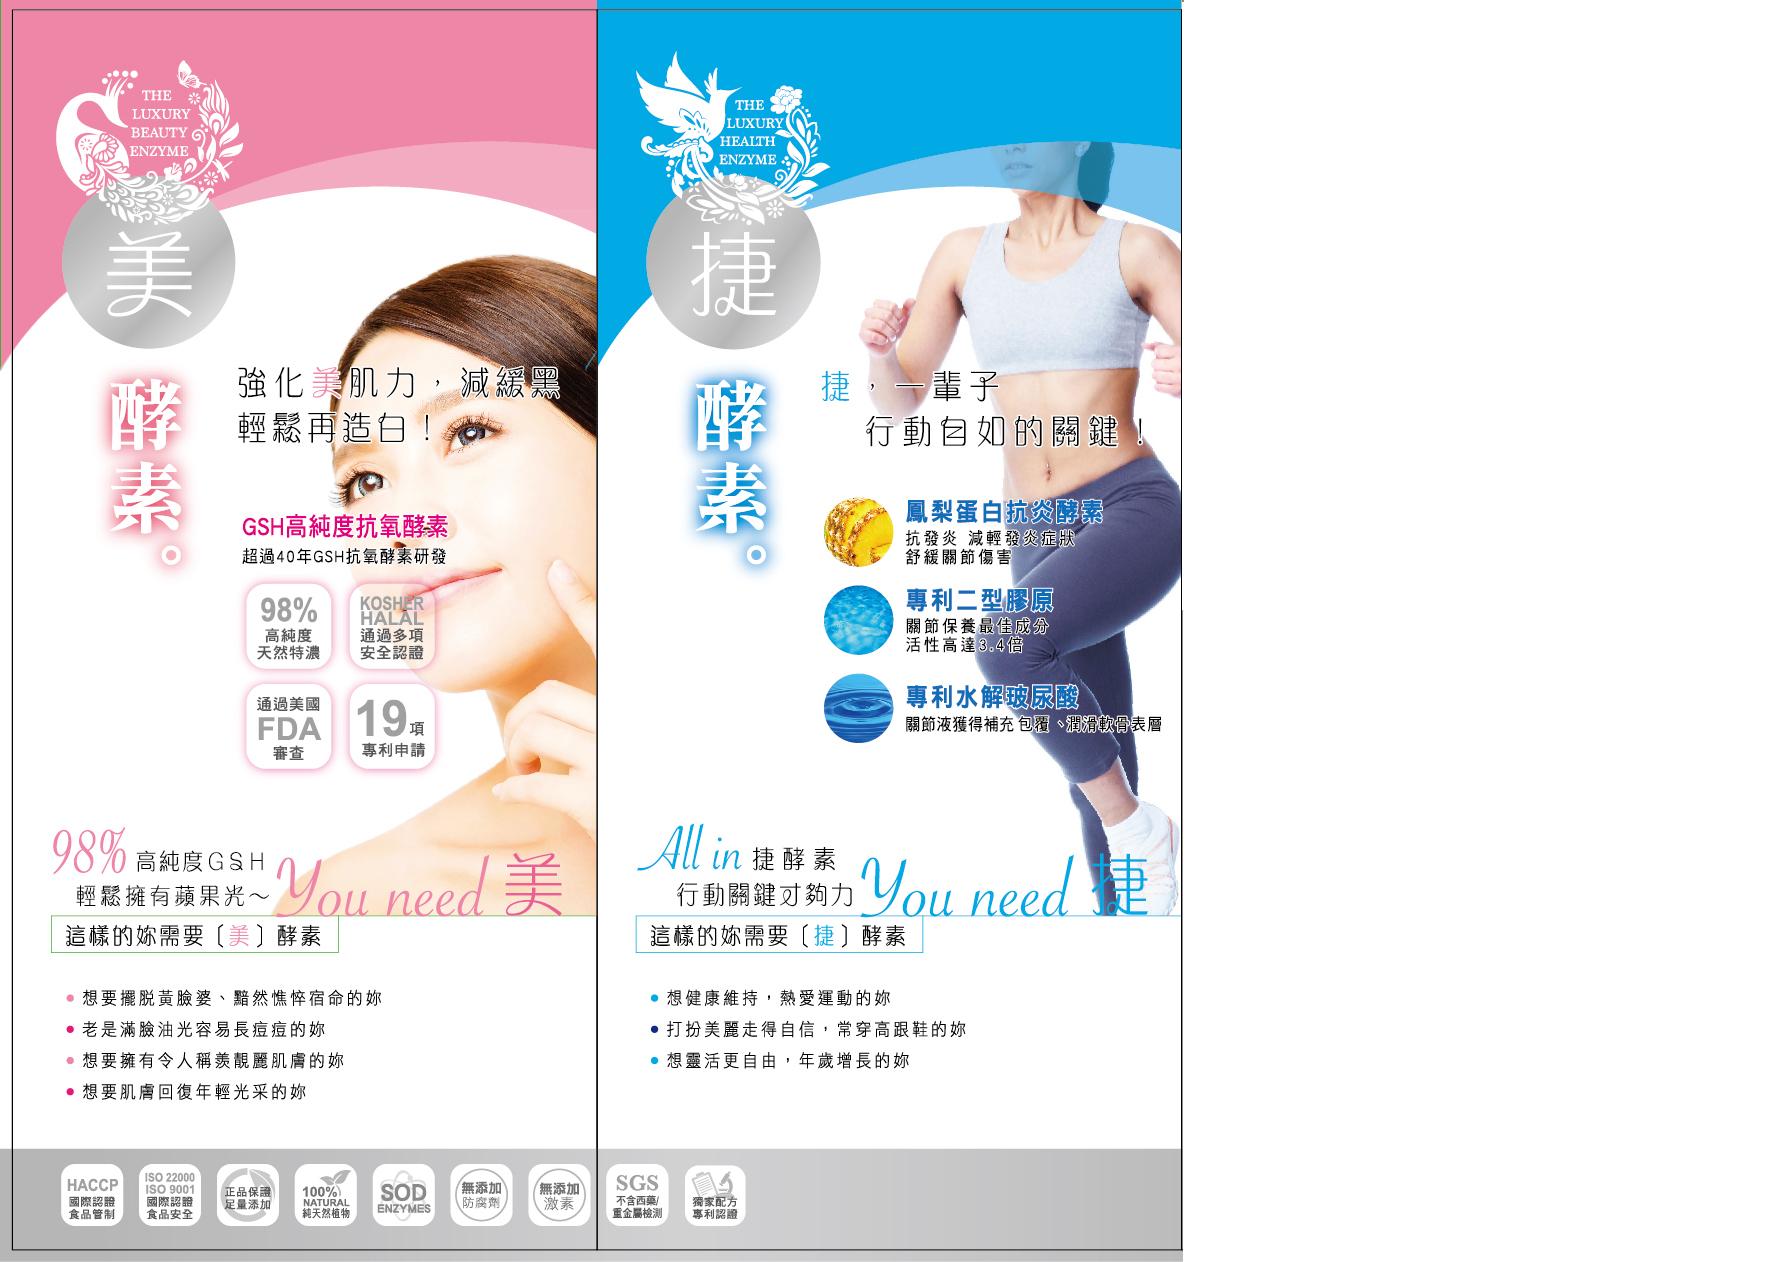 THE
LUXURY
BEAUTY
ENZYME
美
酵素。
強化美肌力，減緩黑
輕鬆再造白！
GSH高純度抗氧酵素
超過40年GSH抗氧酵素研發
98%
高純度
天然特濃
KOSHER
HALAL
通過多項
安全認證
通過美國
FDA
審查
19項
專利申請
98%高純度GSH
輕鬆擁有蘋果光～
You need 美
這樣的妳需要〔美〕酵素
•想要擺脫黃臉婆、黯然憔悴宿命的妳
•老是滿臉油光容易長痘痘的妳
•想要擁有令人稱羨靚麗肌膚的妳
•想要肌膚回復年輕光采的妳
THE
LUXURY
HEALTH
ENZYME
捷
酵素。
捷，一輩子
行動自如的關鍵！
鳳梨蛋白抗炎酵素
抗發炎 減輕發炎症狀
舒緩關節傷害
專利二型膠原
關節保養最佳成分
活性高達3.4倍
專利水解玻尿酸
關節液獲得補充 包覆、潤滑軟骨表層
All in 捷酵素
行動關鍵才夠力
You need 捷
這樣的妳需要〔捷〕酵素
•想健康維持，熱愛運動的妳
•打扮美麗走得自信，常穿高跟鞋的妳
•想靈活更自由，年歲增長的妳
HACCP
國際認證
食品管制
ISO 22000
ISO 9001
國際認證
食品安全
正品保證
足量添加
100%
NATURAL
純天然植物
SOD
ENZYMES
無添加
防腐劑
無添加
激素
SGS
不含西藥/
重金屬檢測
獨家配方
專利認證